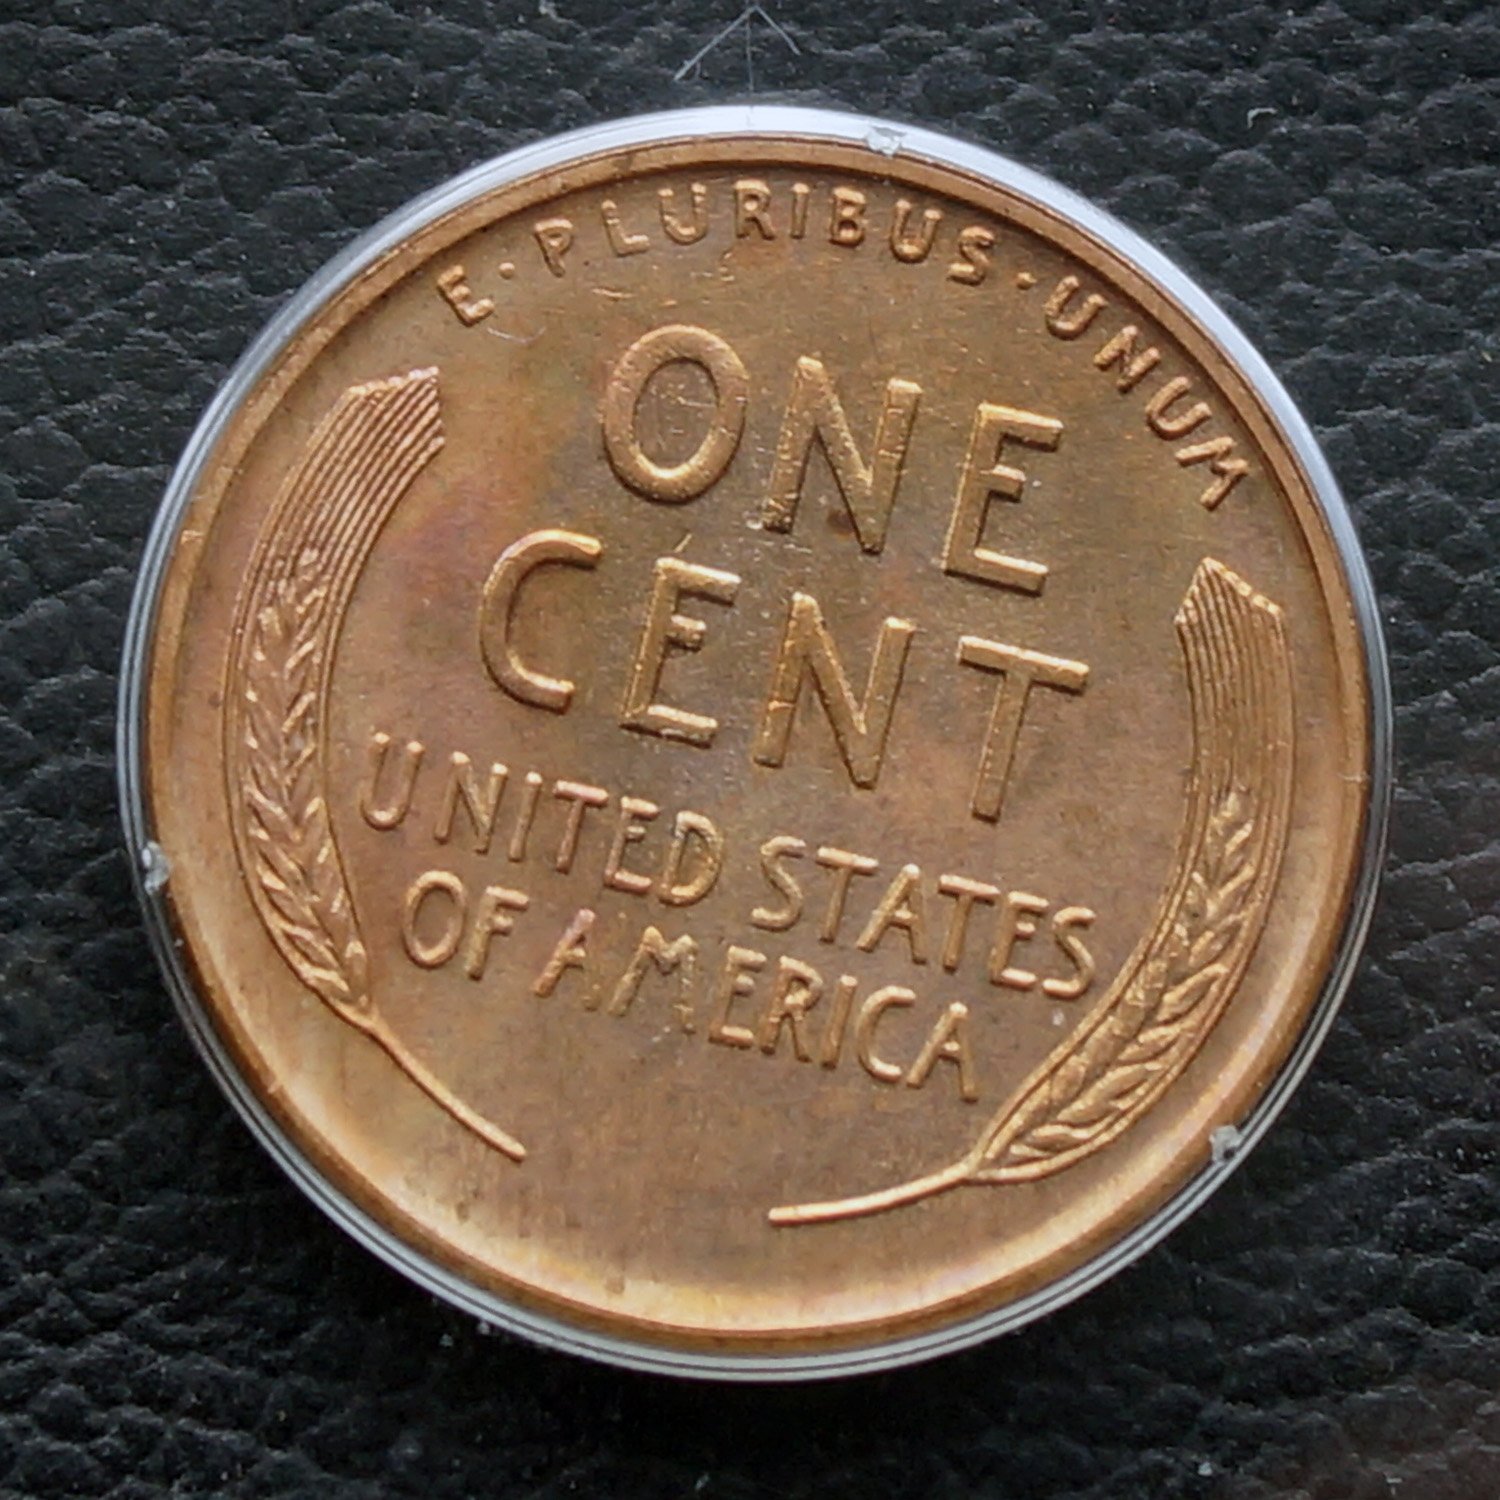 E·PLURIBUS·UNUM
ONE
CENT
UNITED STATES
OF AMERICA